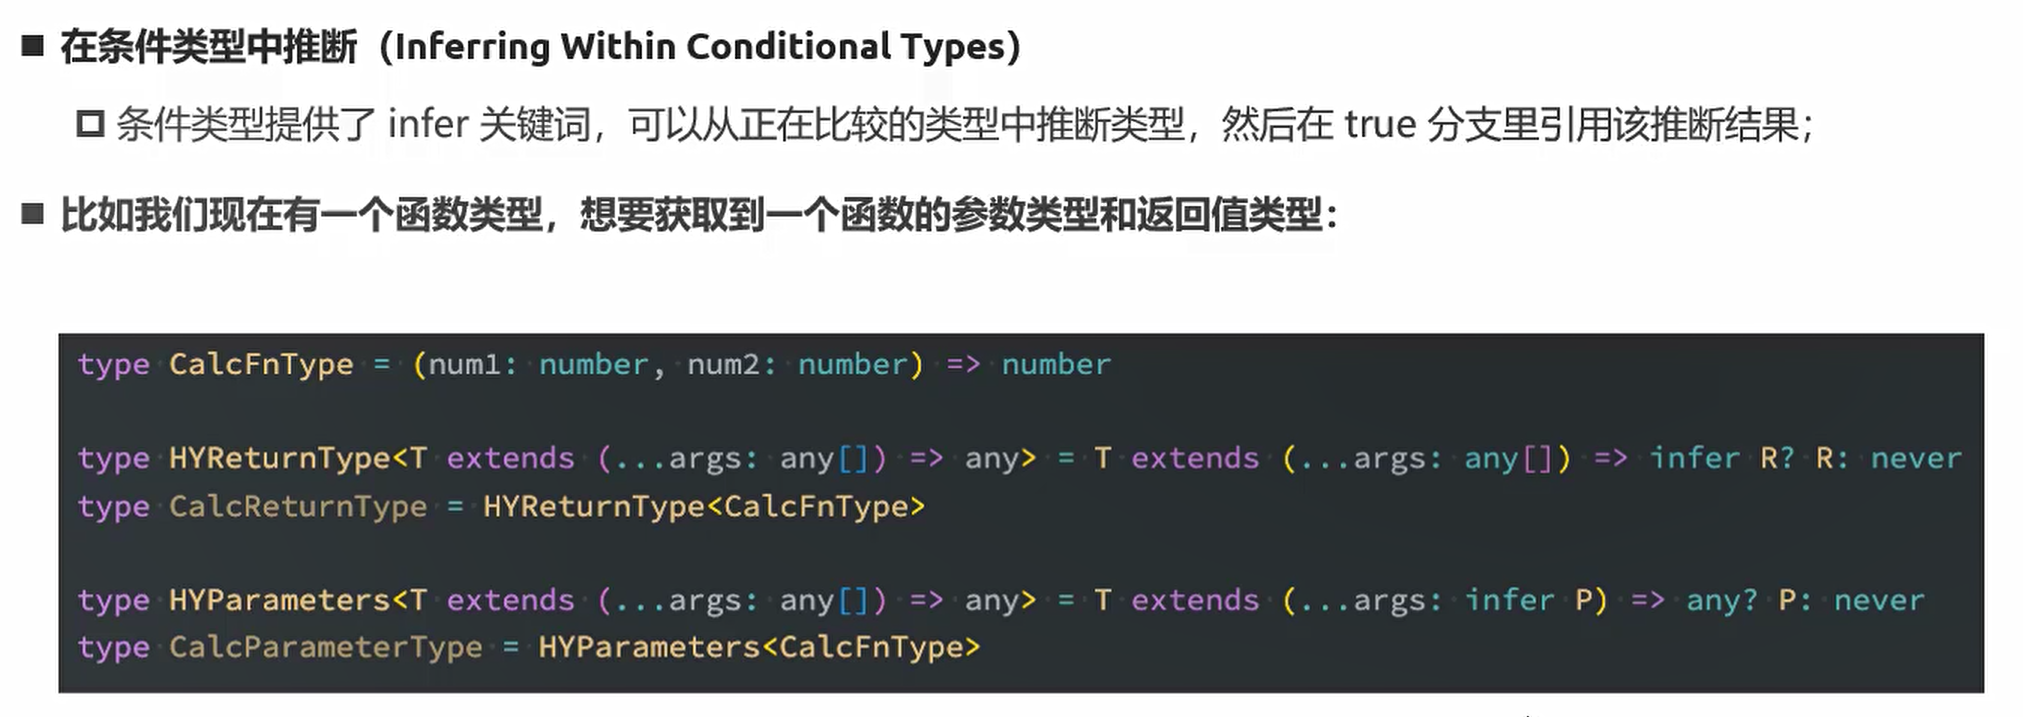 在条件类型中推断（Inferring Within Conditional Types）
条件类型提供了 infer 关键词，可以从正在比较的类型中推断类型，然后在 true 分支里引用该推断结果；
比如我们现在有一个函数类型，想要获取到一个函数的参数类型和返回值类型：
type CalcFnType = (num1: number, num2: number) => number
type HYReturnType<T extends (...args: any[]) => any> = T extends (...args: any[]) => infer R? R: never
type CalcReturnType = HYReturnType<CalcFnType>
type HYParameters<T extends (...args: any[]) => any> = T extends (...args: infer P) => any? P: never
type CalcParameterType = HYParameters<CalcFnType>